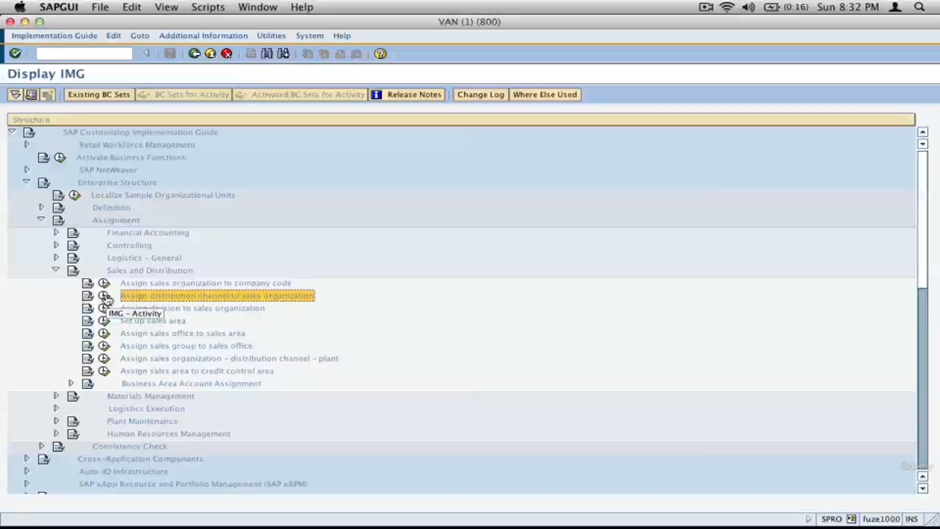 SAPGUI File Edit View Scripts Window Help (0:16) Sun 8:32 PM
VAN (1) (800)
Implementation Guide Edit Goto Additional Information Utilities System Help
Display IMG
Existing BC Sets BC Sets for Activity Activated BC Sets for Activity Release Notes Change Log Where Else Used
Structure
SAP Customizing Implementation Guide
Retail Workforce Management
Activate Business Functions
SAP NetWeaver
Enterprise Structure
Localize Sample Organizational Units
Definition
Assignment
Financial Accounting
Controlling
Logistics - General
Sales and Distribution
Assign sales organization to company code
Assign distribution channel to sales organization
Assign division to sales organization
IMG - Activity
Set up sales area
Assign sales office to sales area
Assign sales group to sales office
Assign sales organization - distribution channel - plant
Assign sales area to credit control area
Business Area Account Assignment
Materials Management
Logistics Execution
Plant Maintenance
Human Resources Management
Consistency Check
Cross-Application Components
Auto-ID Infrastructure
SAP xApp Resource and Portfolio Management (SAP xRPM)
Udemy
SPRO fuze1000 INS